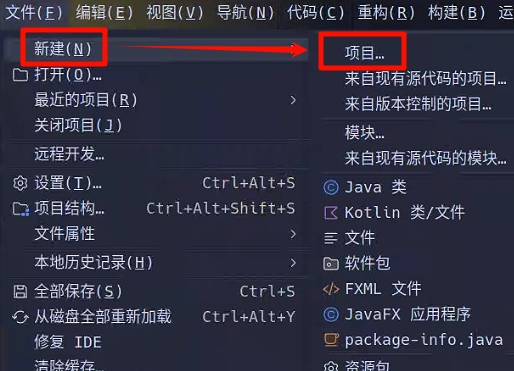 文件(F) 编辑(E) 视图(V) 导航(N) 代码(C) 重构(R) 构建(B) 运
新建(N)
打开(O)...
最近的项目(R)
关闭项目(J)
远程开发...
设置(T)... Ctrl+Alt+S
项目结构... Ctrl+Alt+Shift+S
文件属性
本地历史记录(H)
全部保存(S) Ctrl+S
从磁盘全部重新加载 Ctrl+Alt+Y
修复 IDE
清除缓存...
项目...
来自现有源代码的项目...
来自版本控制的项目...
模块...
来自现有源代码的模块...
Java 类
Kotlin 类/文件
文件
软件包
FXML 文件
JavaFX 应用程序
package-info.java
资源包